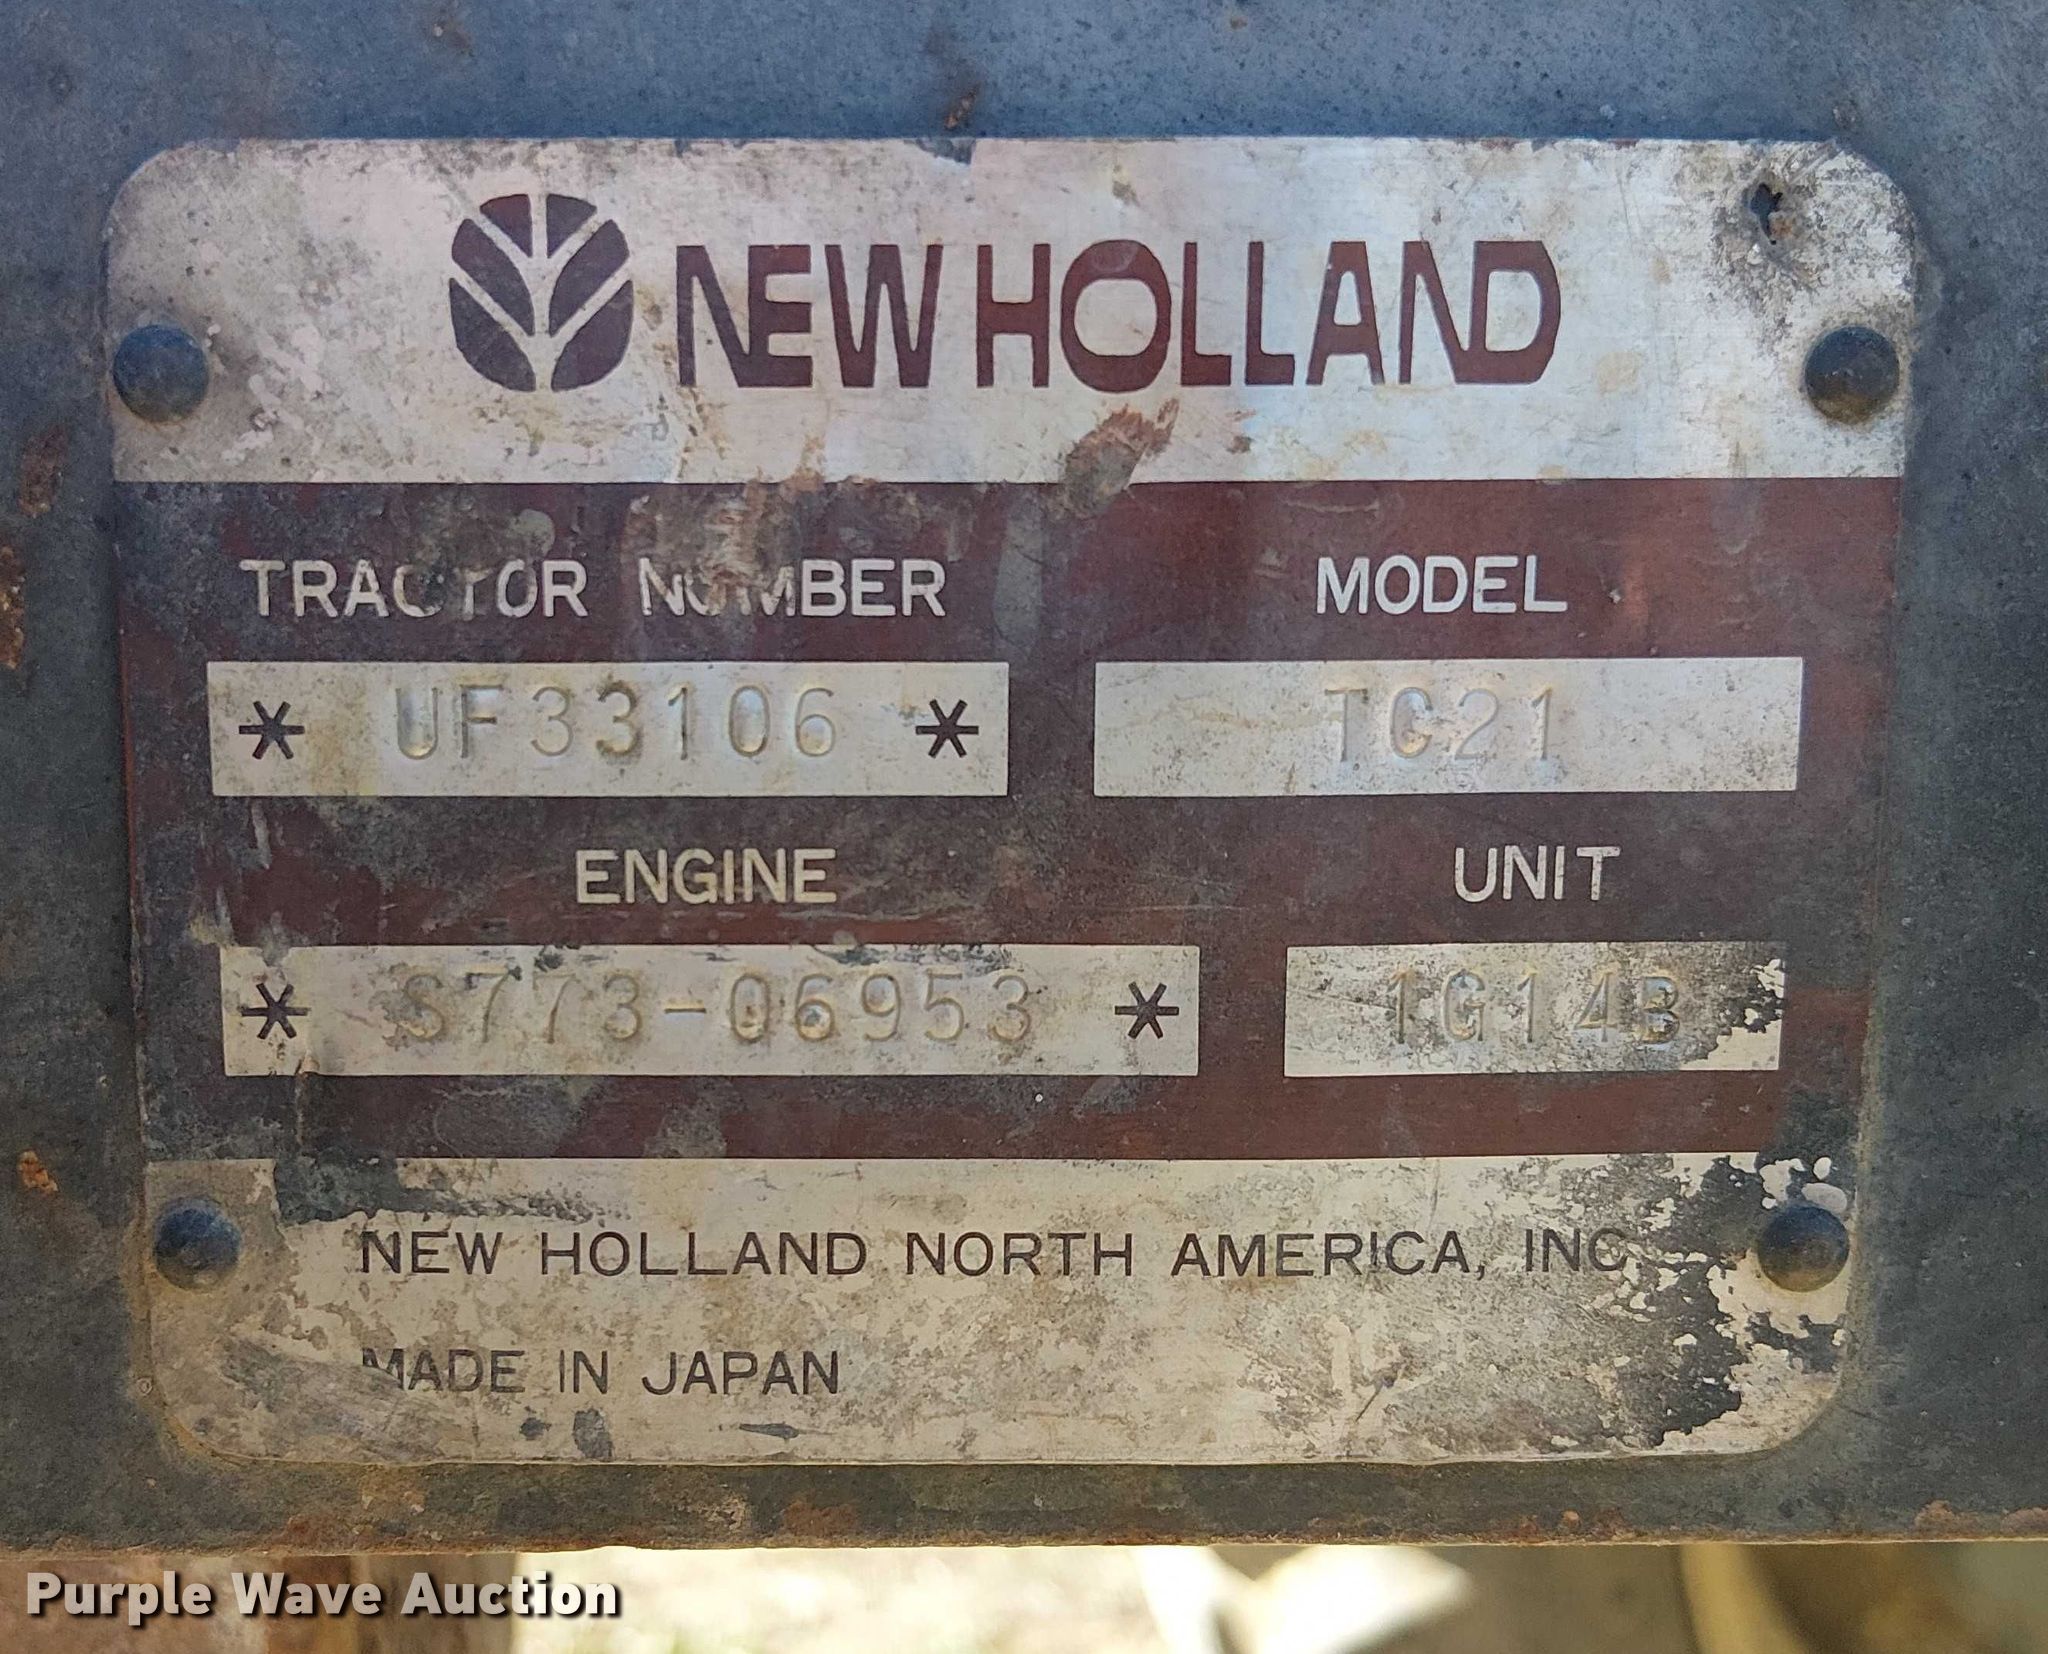 NEW HOLLAND
TRACTOR NUMBER MODEL
* UF33106 * TC21
ENGINE UNIT
* S773-06953 * 1G14B
NEW HOLLAND NORTH AMERICA, INC.
MADE IN JAPAN
Purple Wave Auction